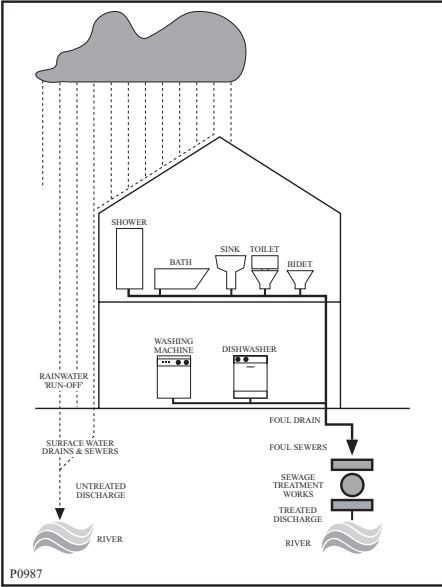 SHOWER
BATH
SINK
TOILET
BIDET
WASHING
MACHINE
DISHWASHER
RAINWATER
'RUN-OFF'
FOUL DRAIN
SURFACE WATER
DRAINS & SEWERS
FOUL SEWERS
SEWAGE
TREATMENT
WORKS
UNTREATED
DISCHARGE
TREATED
DISCHARGE
RIVER
RIVER
P0987